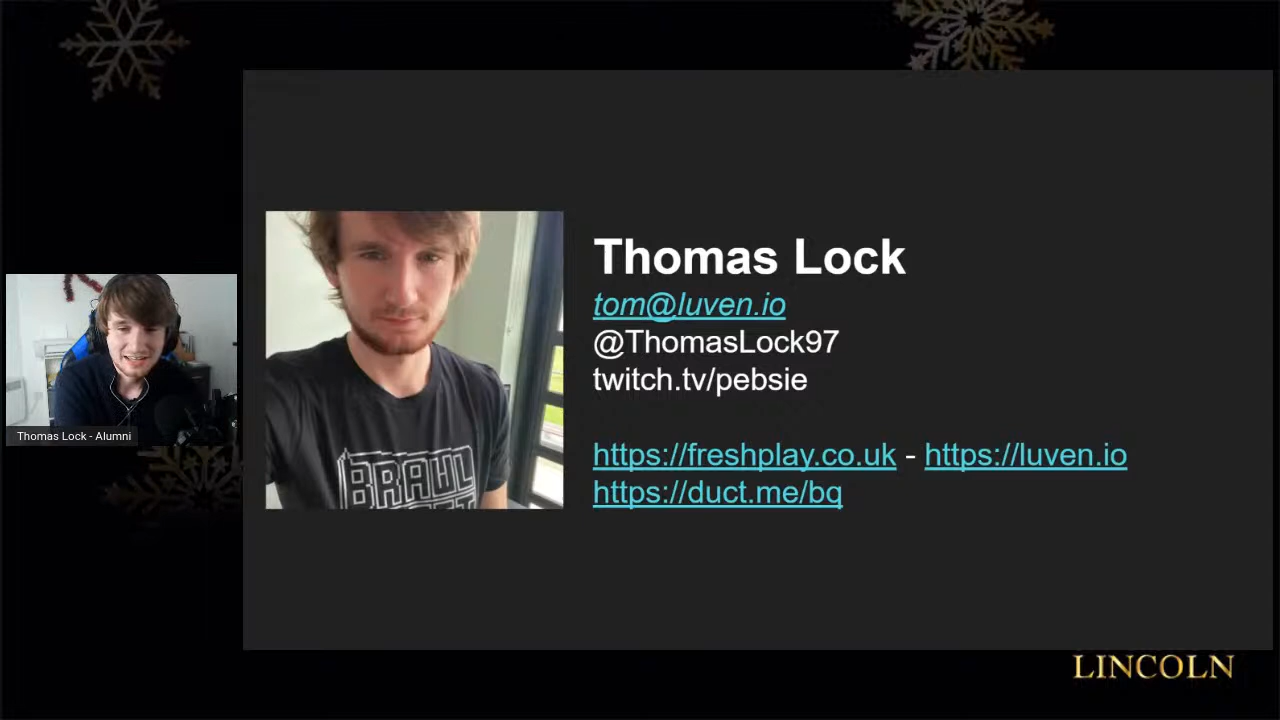 Thomas Lock
tom@luven.io
@ThomasLock97
twitch.tv/pebsie
https://freshplay.co.uk - https://luven.io
https://duct.me/bq
BRAWL
Thomas Lock - Alumni
LINCOLN